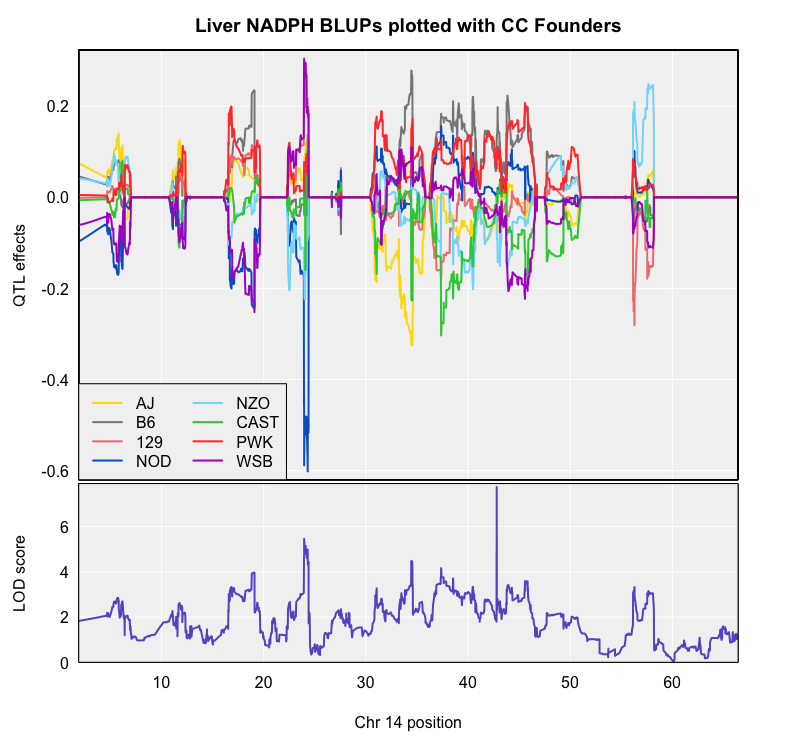 Liver NADPH BLUPs plotted with CC Founders
QTL effects
0.2
0.0
-0.2
-0.4
-0.6
AJ NZO
B6 CAST
129 PWK
NOD WSB
LOD score
6
4
2
0
10 20 30 40 50 60
Chr 14 position